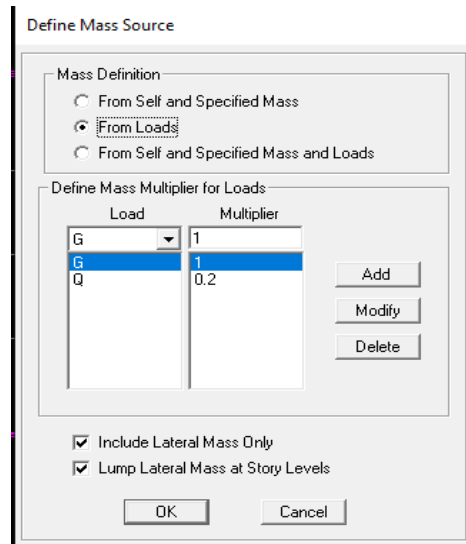 Define Mass Source
Mass Definition
From Self and Specified Mass
From Loads
From Self and Specified Mass and Loads
Define Mass Multiplier for Loads
Load Multiplier
G 1
G 1
Q 0.2
Add
Modify
Delete
Include Lateral Mass Only
Lump Lateral Mass at Story Levels
OK Cancel